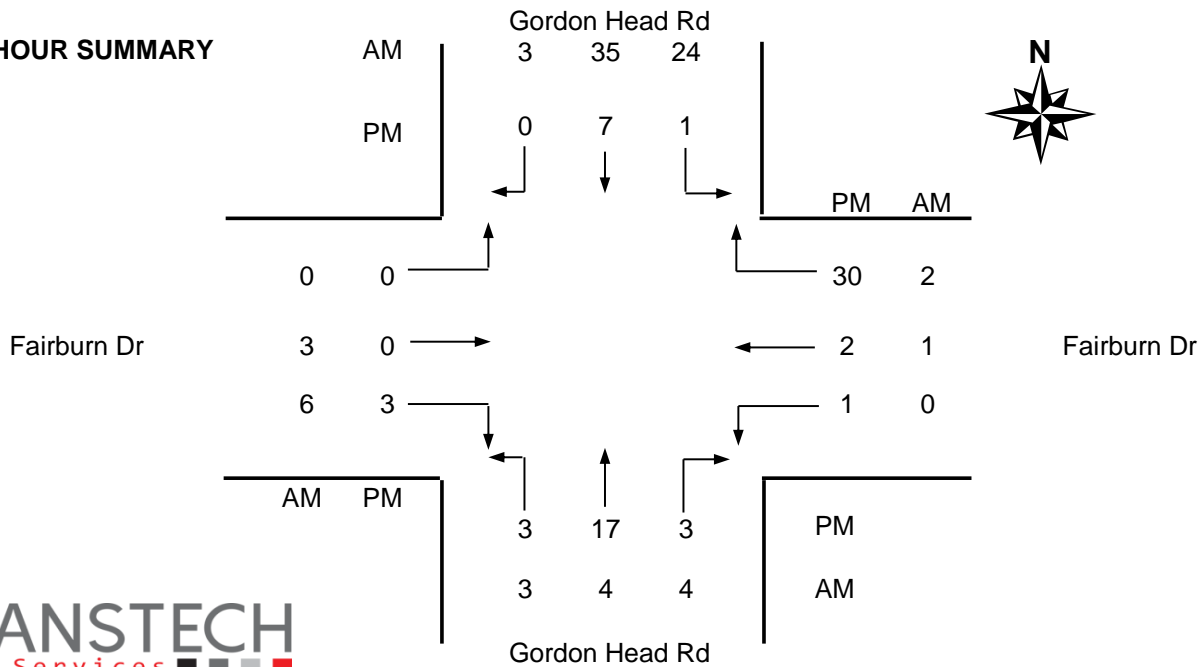 Gordon Head Rd
HOUR SUMMARY AM 3 35 24 N
PM 0 7 1
PM AM
0 0 30 2
Fairburn Dr 3 0 2 1 Fairburn Dr
6 3 1 0
AM PM
3 17 3 PM
3 4 4 AM
ANSTECH
Services
Gordon Head Rd